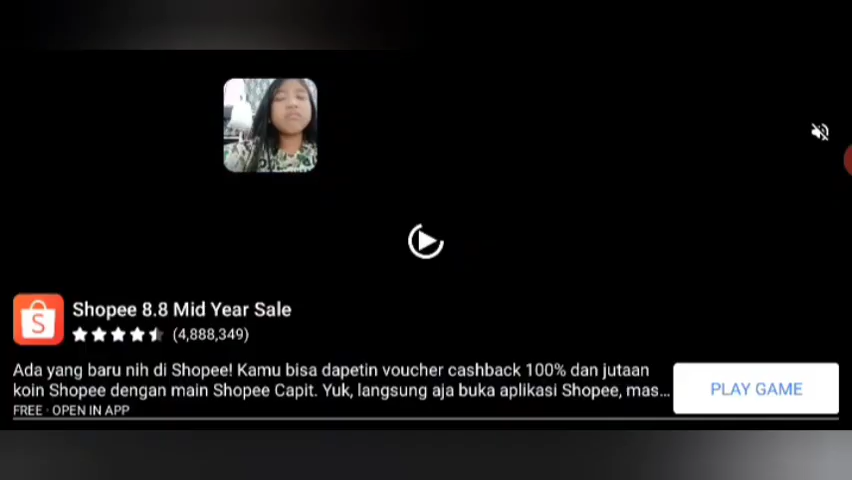 Shopee 8.8 Mid Year Sale
(4,888,349)
Ada yang baru nih di Shopee! Kamu bisa dapetin voucher cashback 100% dan jutaan
koin Shopee dengan main Shopee Capit. Yuk, langsung aja buka aplikasi Shopee, mas...
PLAY GAME
FREE · OPEN IN APP